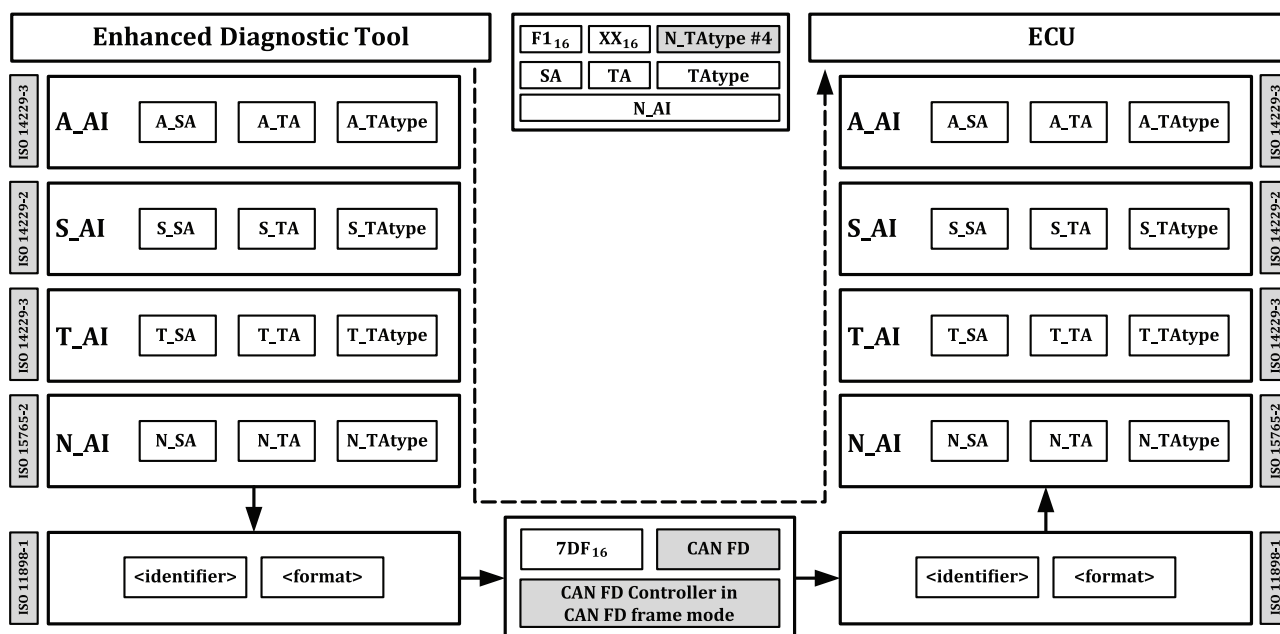 Enhanced Diagnostic Tool
ISO 14229-3
A_AI A_SA A_TA A_TAtype
ISO 14229-2
S_AI S_SA S_TA S_TAtype
ISO 14229-3
T_AI T_SA T_TA T_TAtype
ISO 15765-2
N_AI N_SA N_TA N_TAtype
ISO 11898-1
<identifier> <format>
F1₁₆ XX₁₆ N_TAtype #4
SA TA TAtype
N_AI
7DF₁₆ CAN FD
CAN FD Controller in
CAN FD frame mode
ECU
A_AI A_SA A_TA A_TAtype
ISO 14229-3
S_AI S_SA S_TA S_TAtype
ISO 14229-2
T_AI T_SA T_TA T_TAtype
ISO 14229-3
N_AI N_SA N_TA N_TAtype
ISO 15765-2
<identifier> <format>
ISO 11898-1